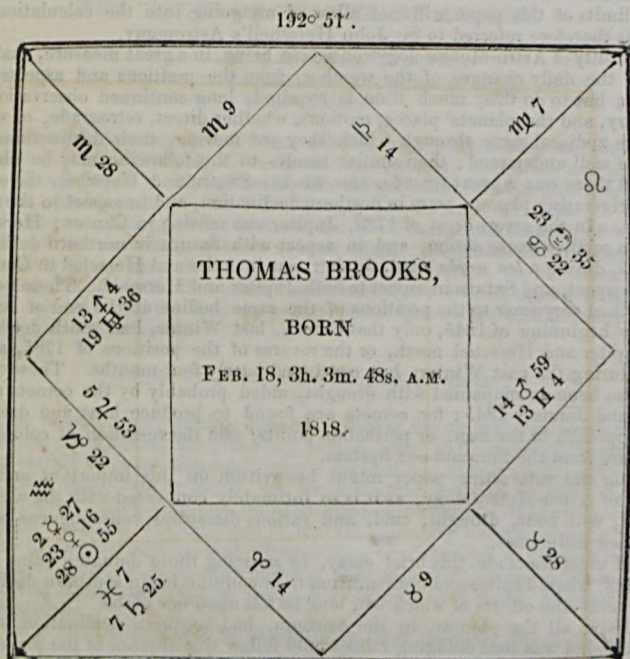 192° 51'.
♏ 9
♎ 14
♍ 7
♏ 28
♌
23 ☽ 35
♋ 22
THOMAS BROOKS,
BORN
FEB. 18, 3h. 3m. 48s. A.M.
1818.
13 ♐ 4
19 ♅ 36
14 ♂ 59
13 ♊ 4
5 ♃ 53
♑ 22
♒
2 ☿ 27
23 ♀ 16
28 ☉ 55
♓ 7
7 ♄ 25
♈ 14
♉ 9
♉ 28